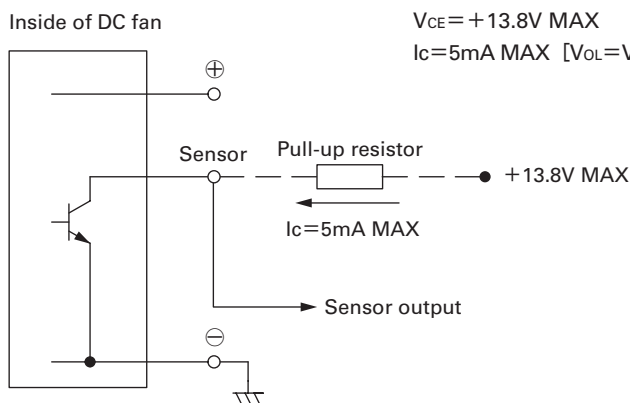 Inside of DC fan
VCE=+13.8V MAX
Ic=5mA MAX [VOL=V
⊕
Sensor
Pull-up resistor
+13.8V MAX
Ic=5mA MAX
Sensor output
⊖